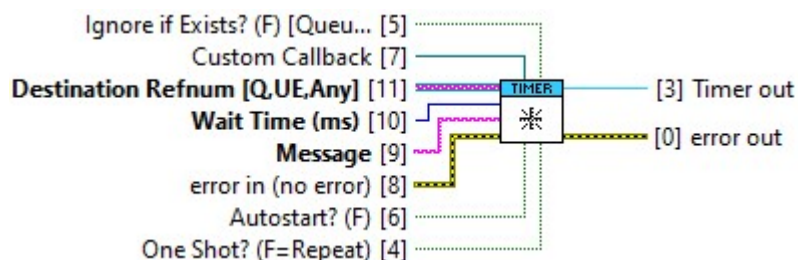 Ignore if Exists? (F) [Queu... [5]
Custom Callback [7]
Destination Refnum [Q,UE,Any] [11]
TIMER
[3] Timer out
Wait Time (ms) [10]
[0] error out
Message [9]
error in (no error) [8]
Autostart? (F) [6]
One Shot? (F=Repeat) [4]